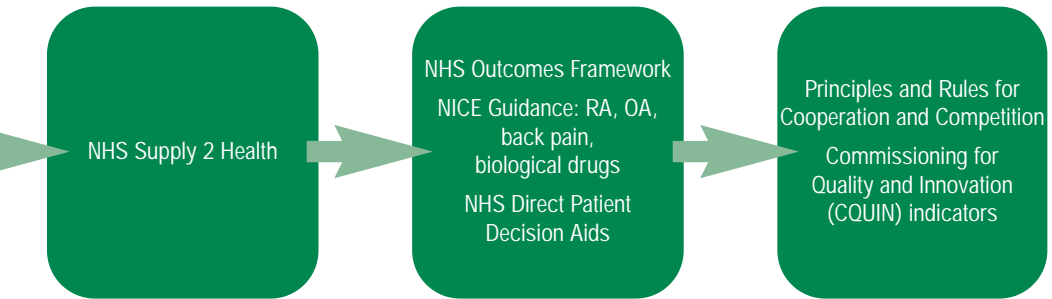 NHS Supply 2 Health
NHS Outcomes Framework
NICE Guidance: RA, OA,
back pain,
biological drugs
NHS Direct Patient
Decision Aids
Principles and Rules for
Cooperation and Competition
Commissioning for
Quality and Innovation
(CQUIN) indicators